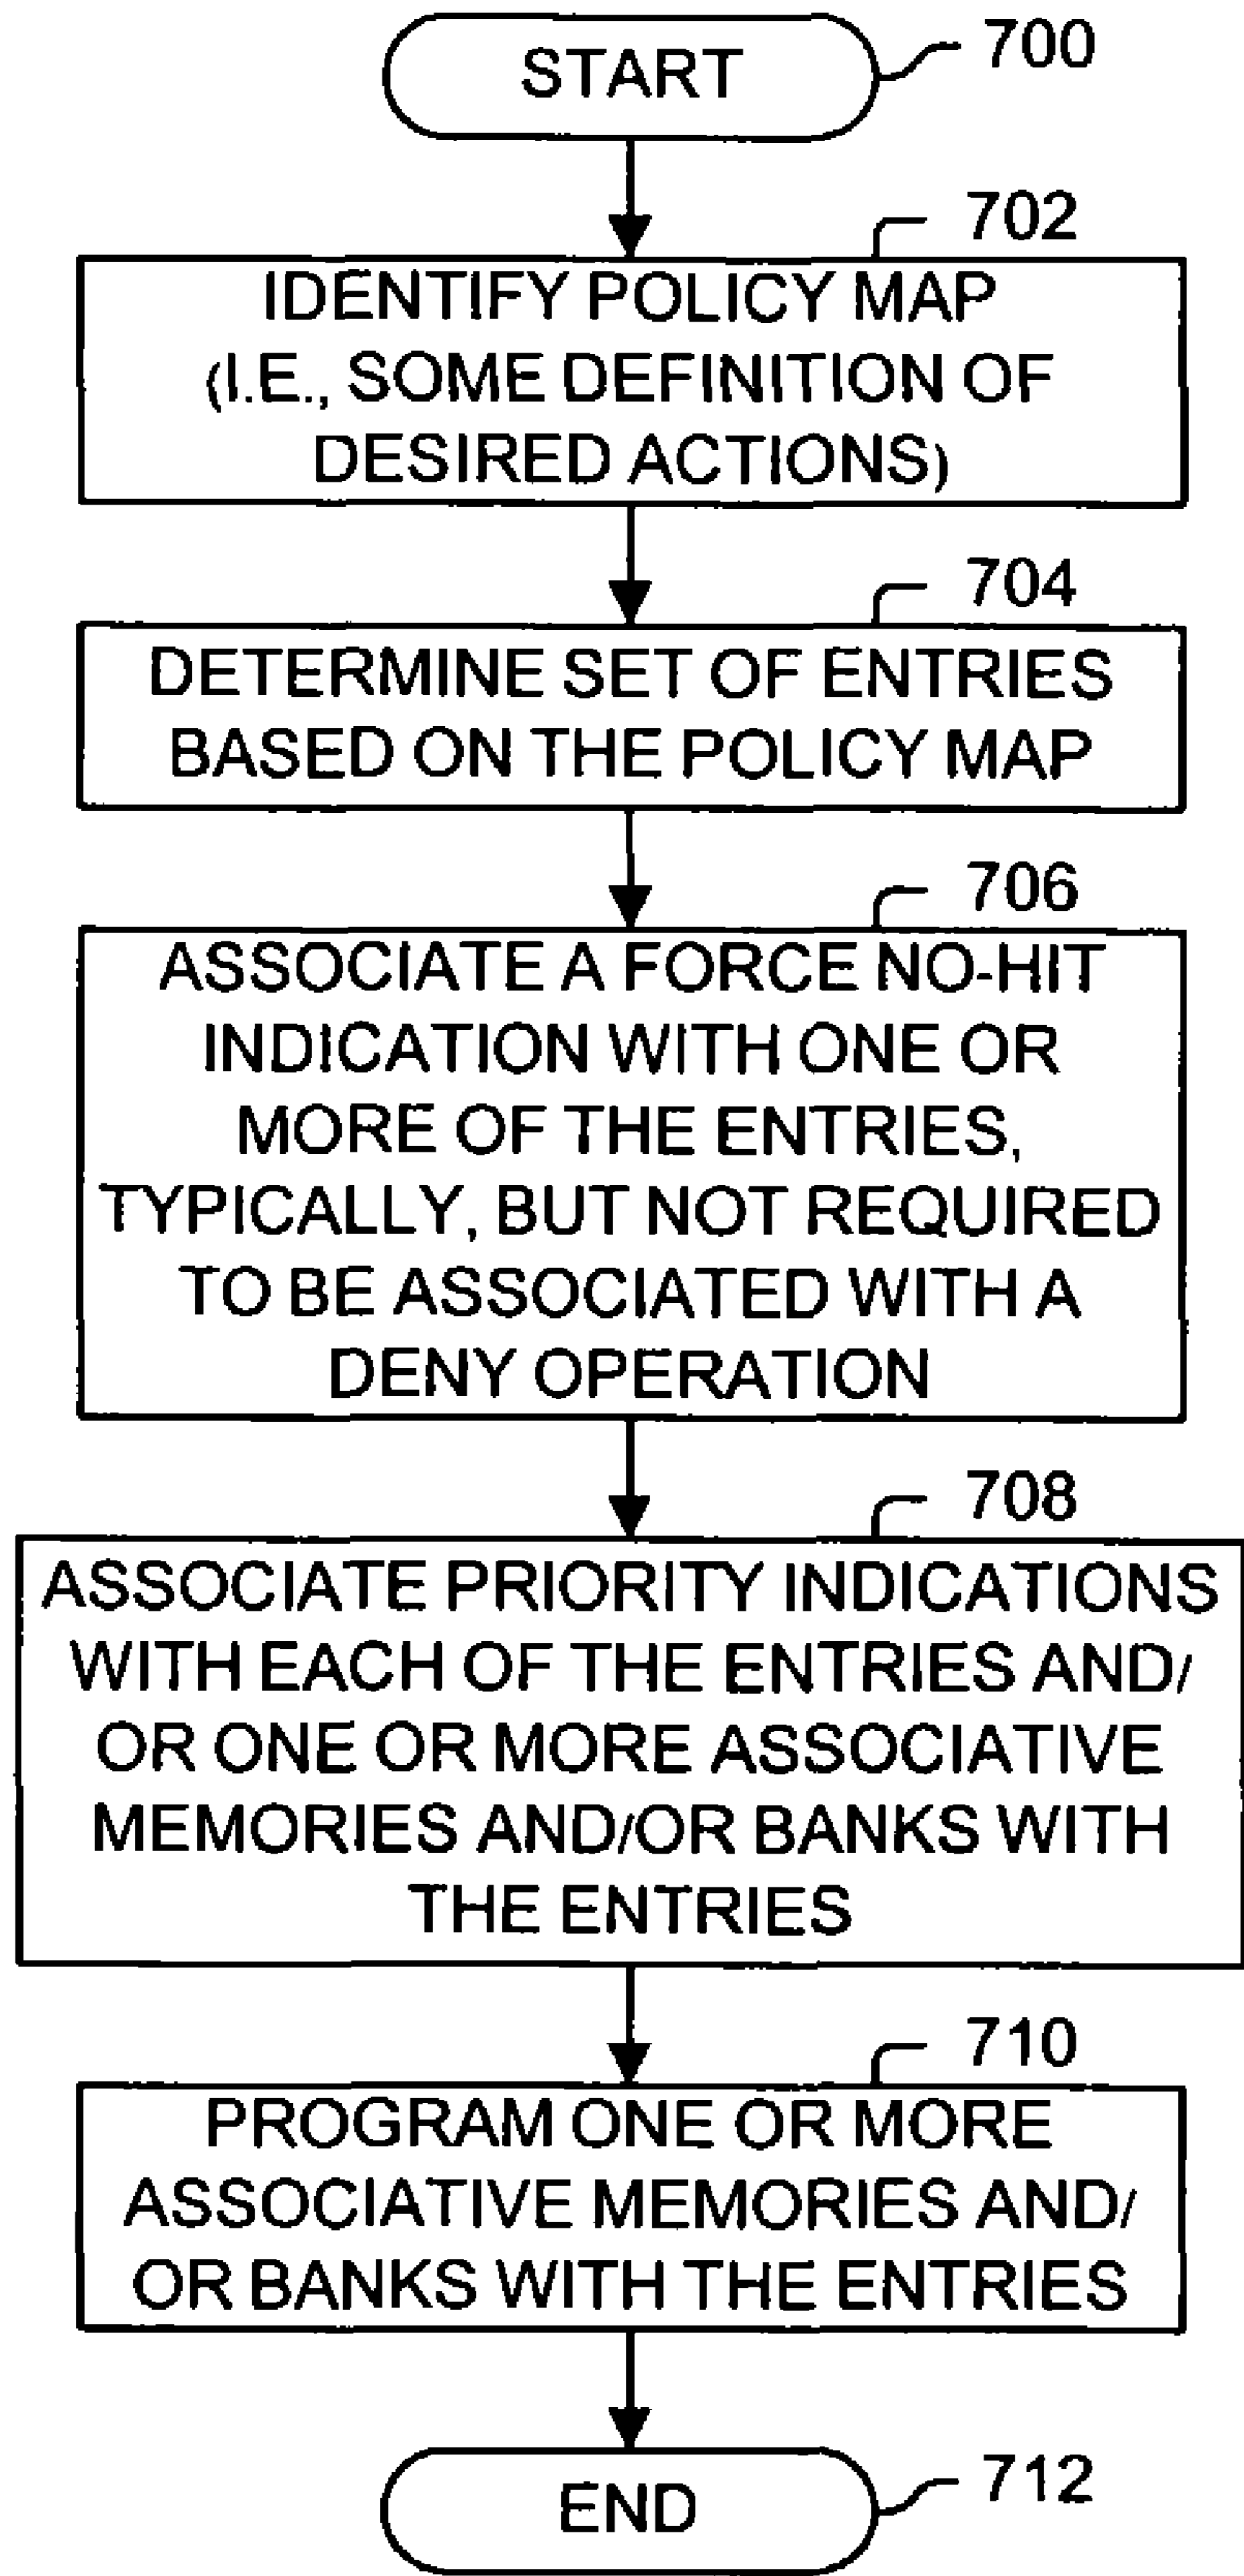 START
700
702
IDENTIFY POLICY MAP
(I.E., SOME DEFINITION OF
DESIRED ACTIONS)
704
DETERMINE SET OF ENTRIES
BASED ON THE POLICY MAP
706
ASSOCIATE A FORCE NO-HIT
INDICATION WITH ONE OR
MORE OF THE ENTRIES,
TYPICALLY, BUT NOT REQUIRED
TO BE ASSOCIATED WITH A
DENY OPERATION
708
ASSOCIATE PRIORITY INDICATIONS
WITH EACH OF THE ENTRIES AND/
OR ONE OR MORE ASSOCIATIVE
MEMORIES AND/OR BANKS WITH
THE ENTRIES
710
PROGRAM ONE OR MORE
ASSOCIATIVE MEMORIES AND/
OR BANKS WITH THE ENTRIES
END
712